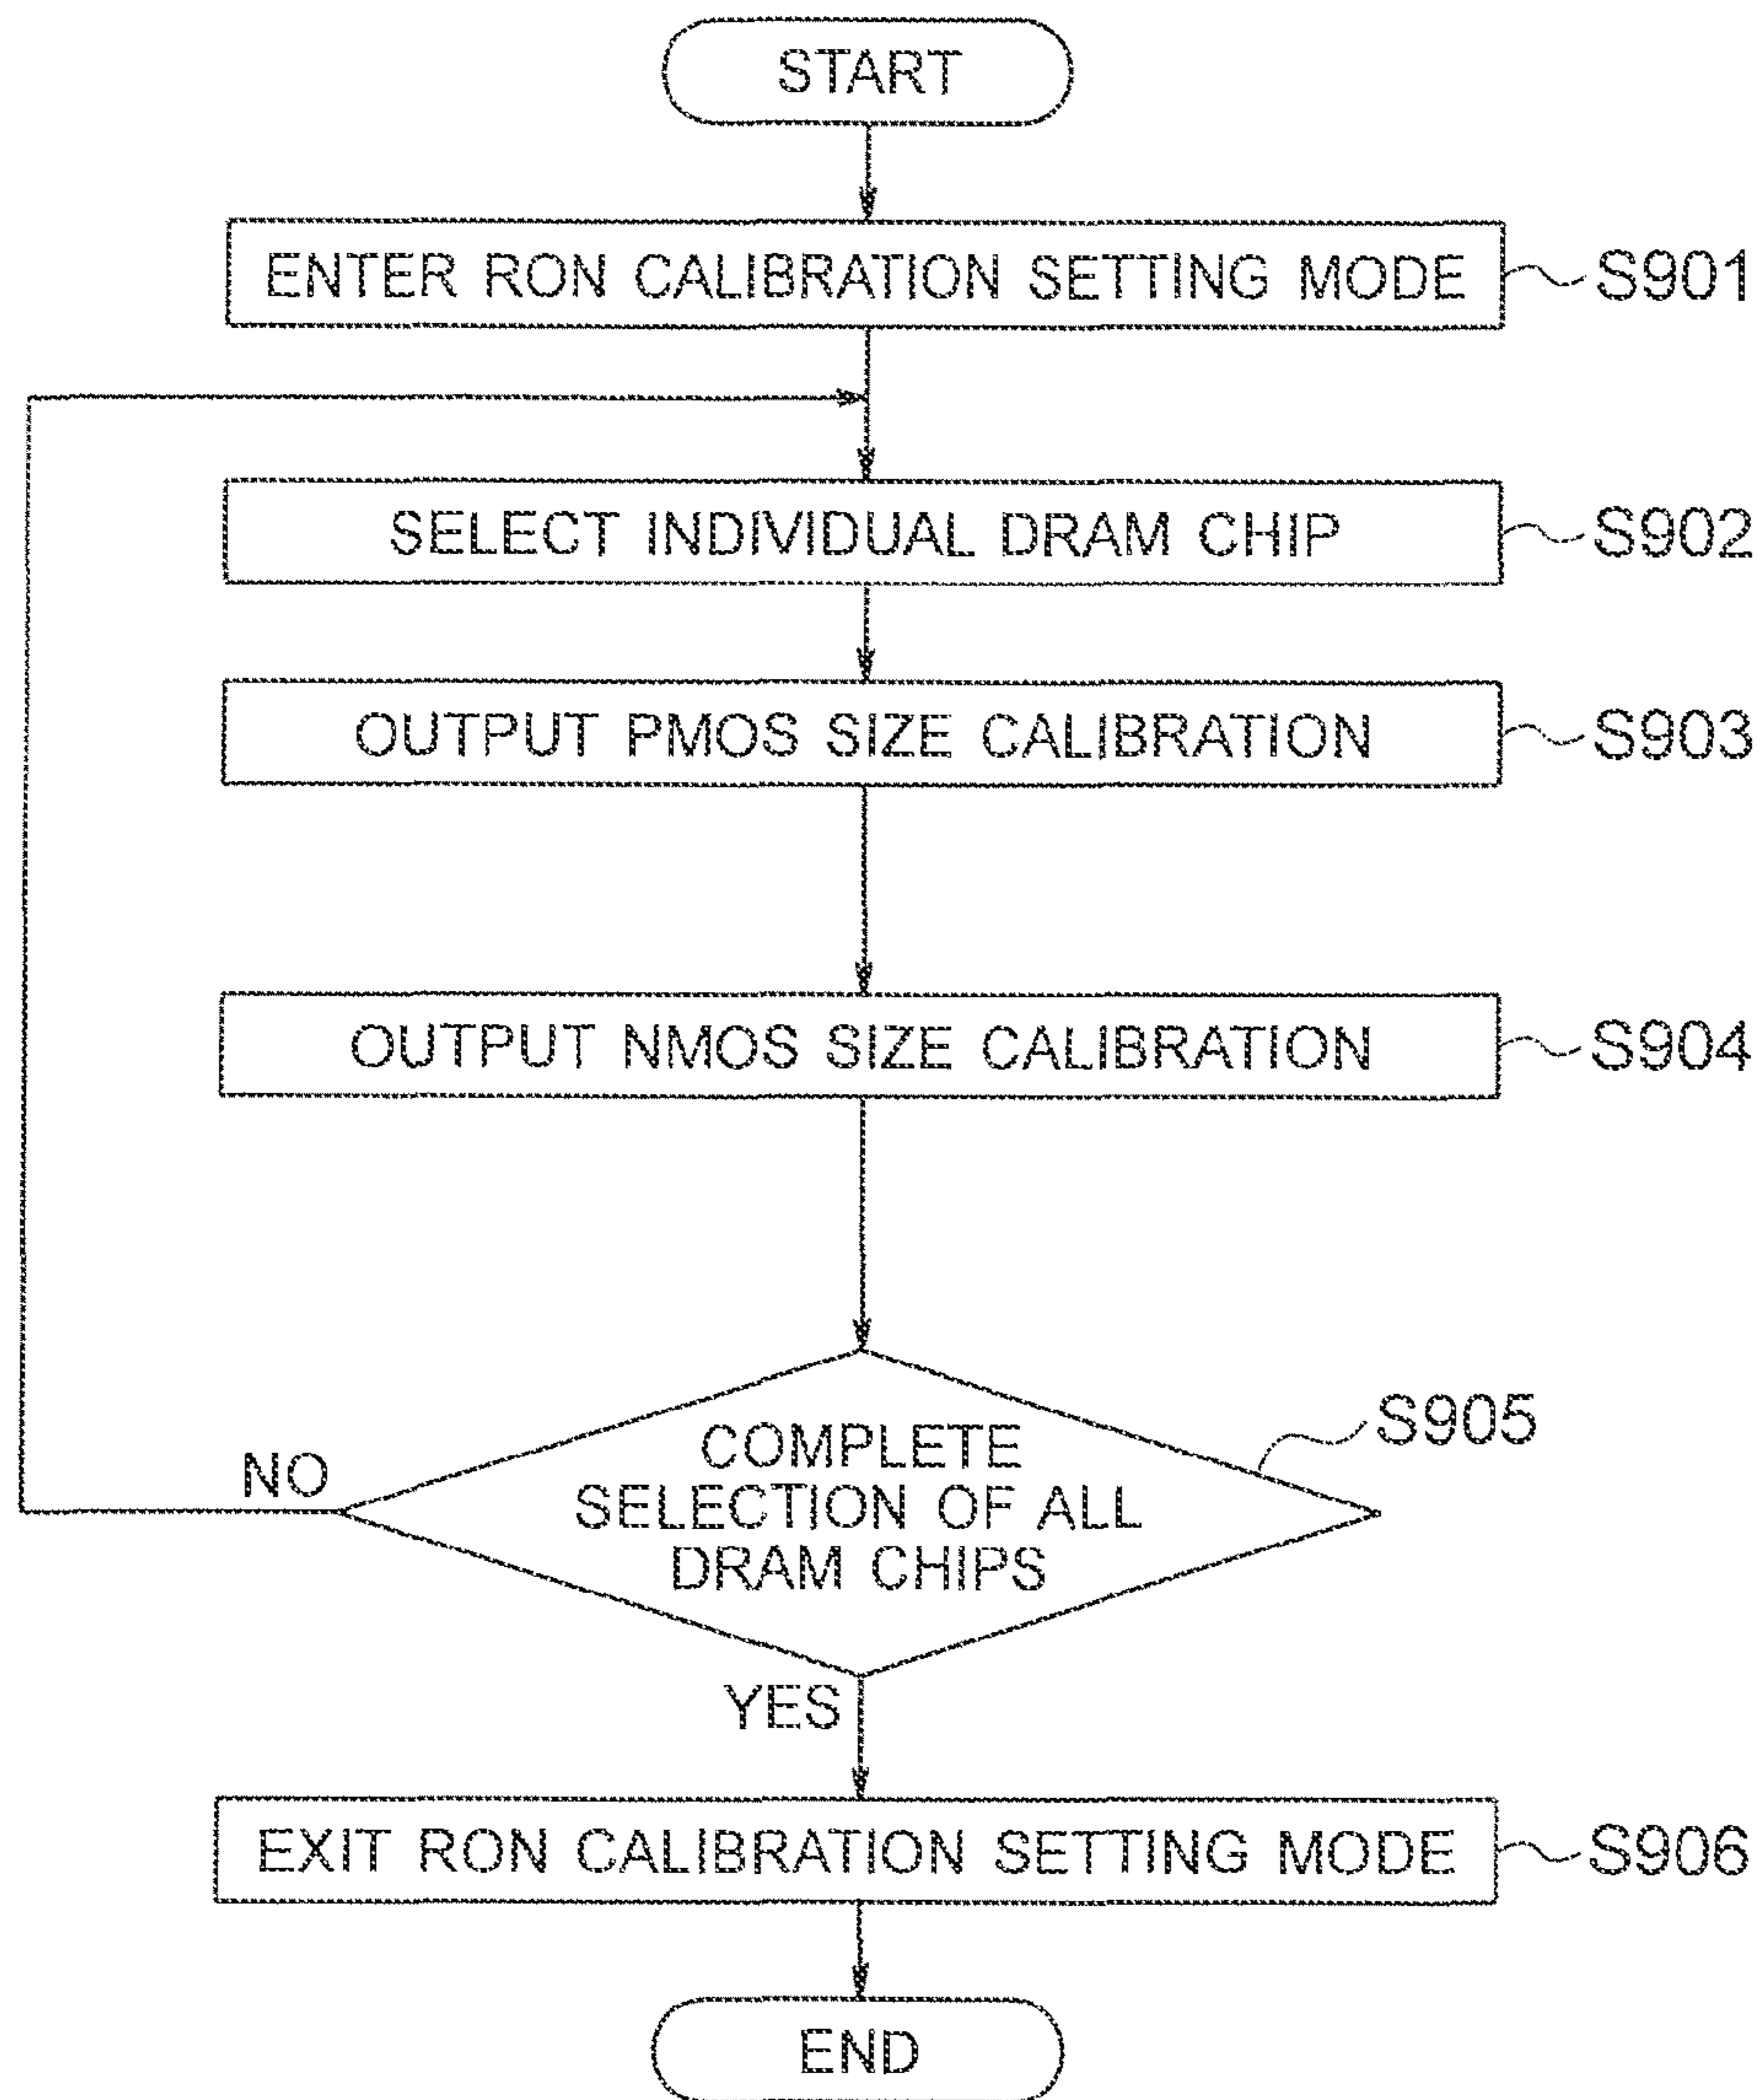 START
ENTER RON CALIBRATION SETTING MODE
S901
SELECT INDIVIDUAL DRAM CHIP
S902
OUTPUT PMOS SIZE CALIBRATION
S903
OUTPUT NMOS SIZE CALIBRATION
S904
S905
COMPLETE
SELECTION OF ALL
DRAM CHIPS
NO
YES
EXIT RON CALIBRATION SETTING MODE
S906
END